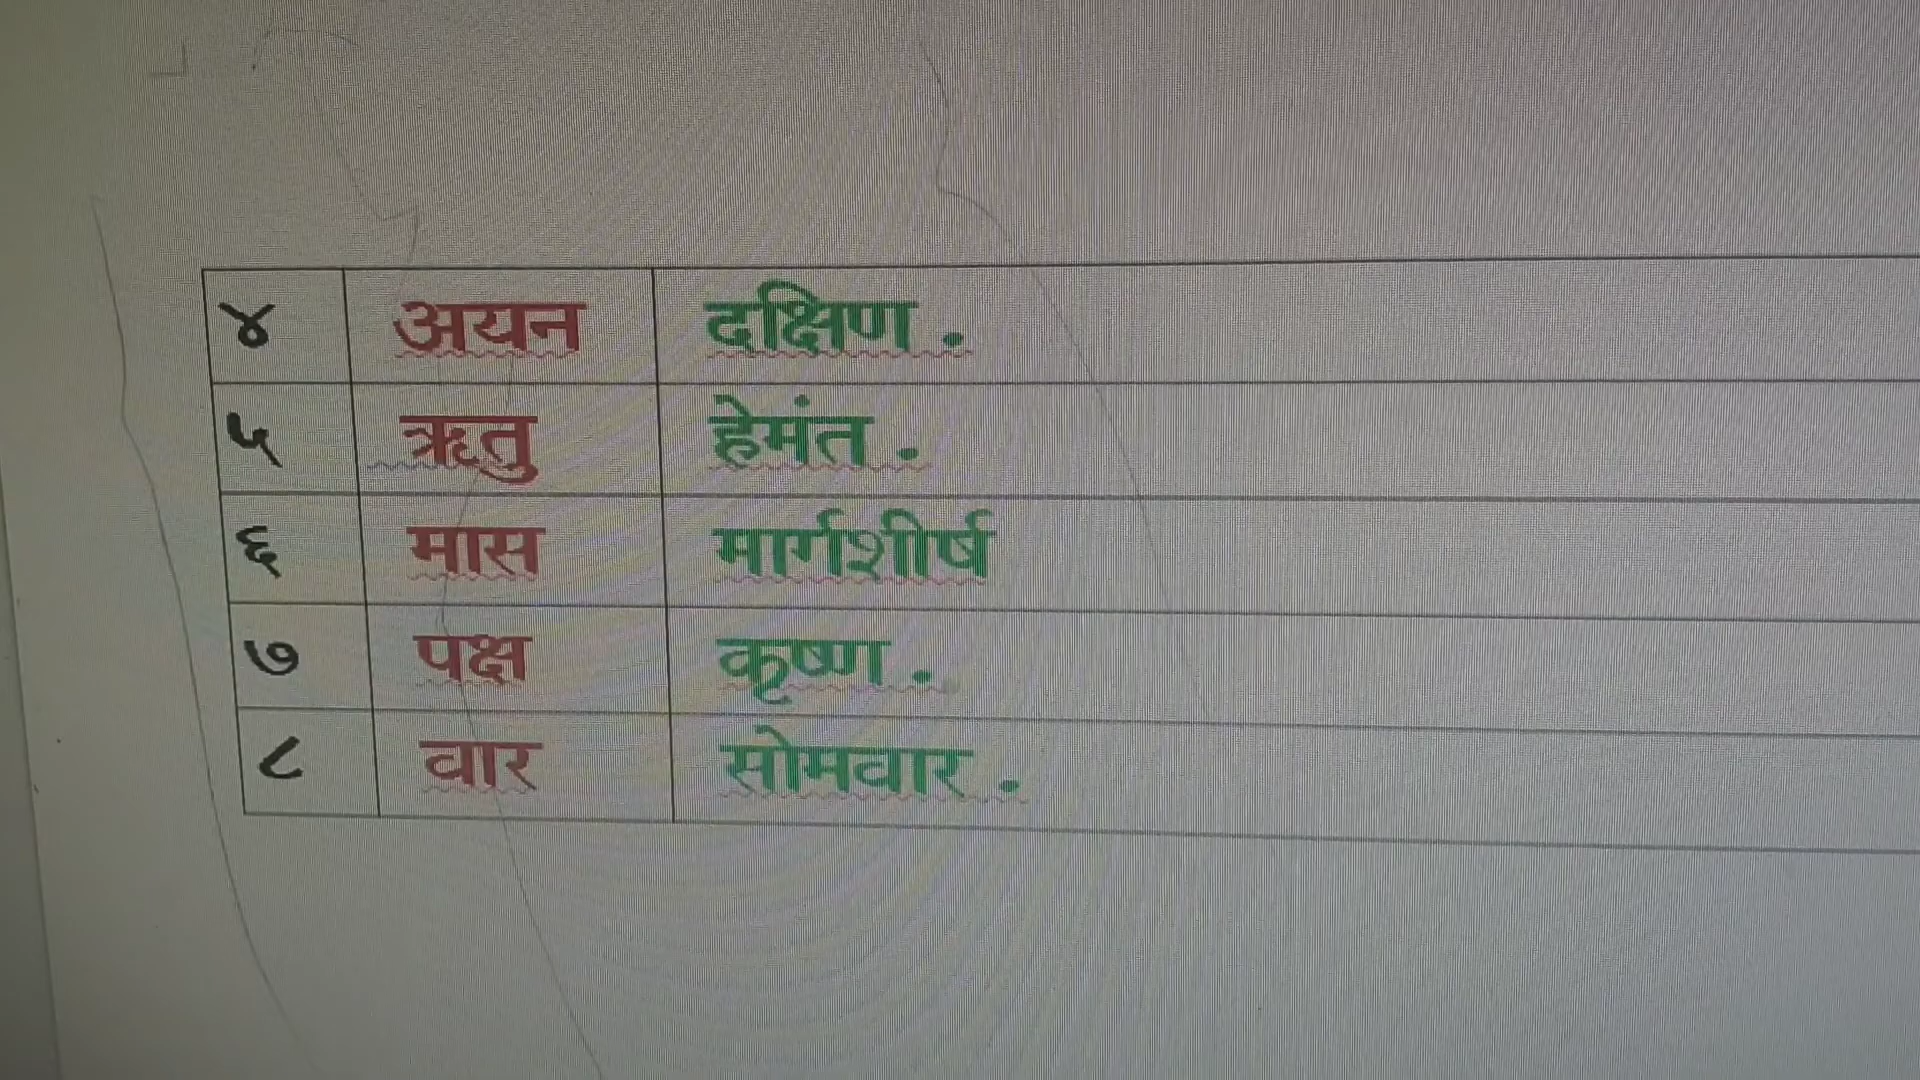 ४ अयन दक्षिण .
५ ऋतु हेमंत .
६ मास मार्गशीर्ष
७ पक्ष कृष्ण .
८ वार सोमवार .